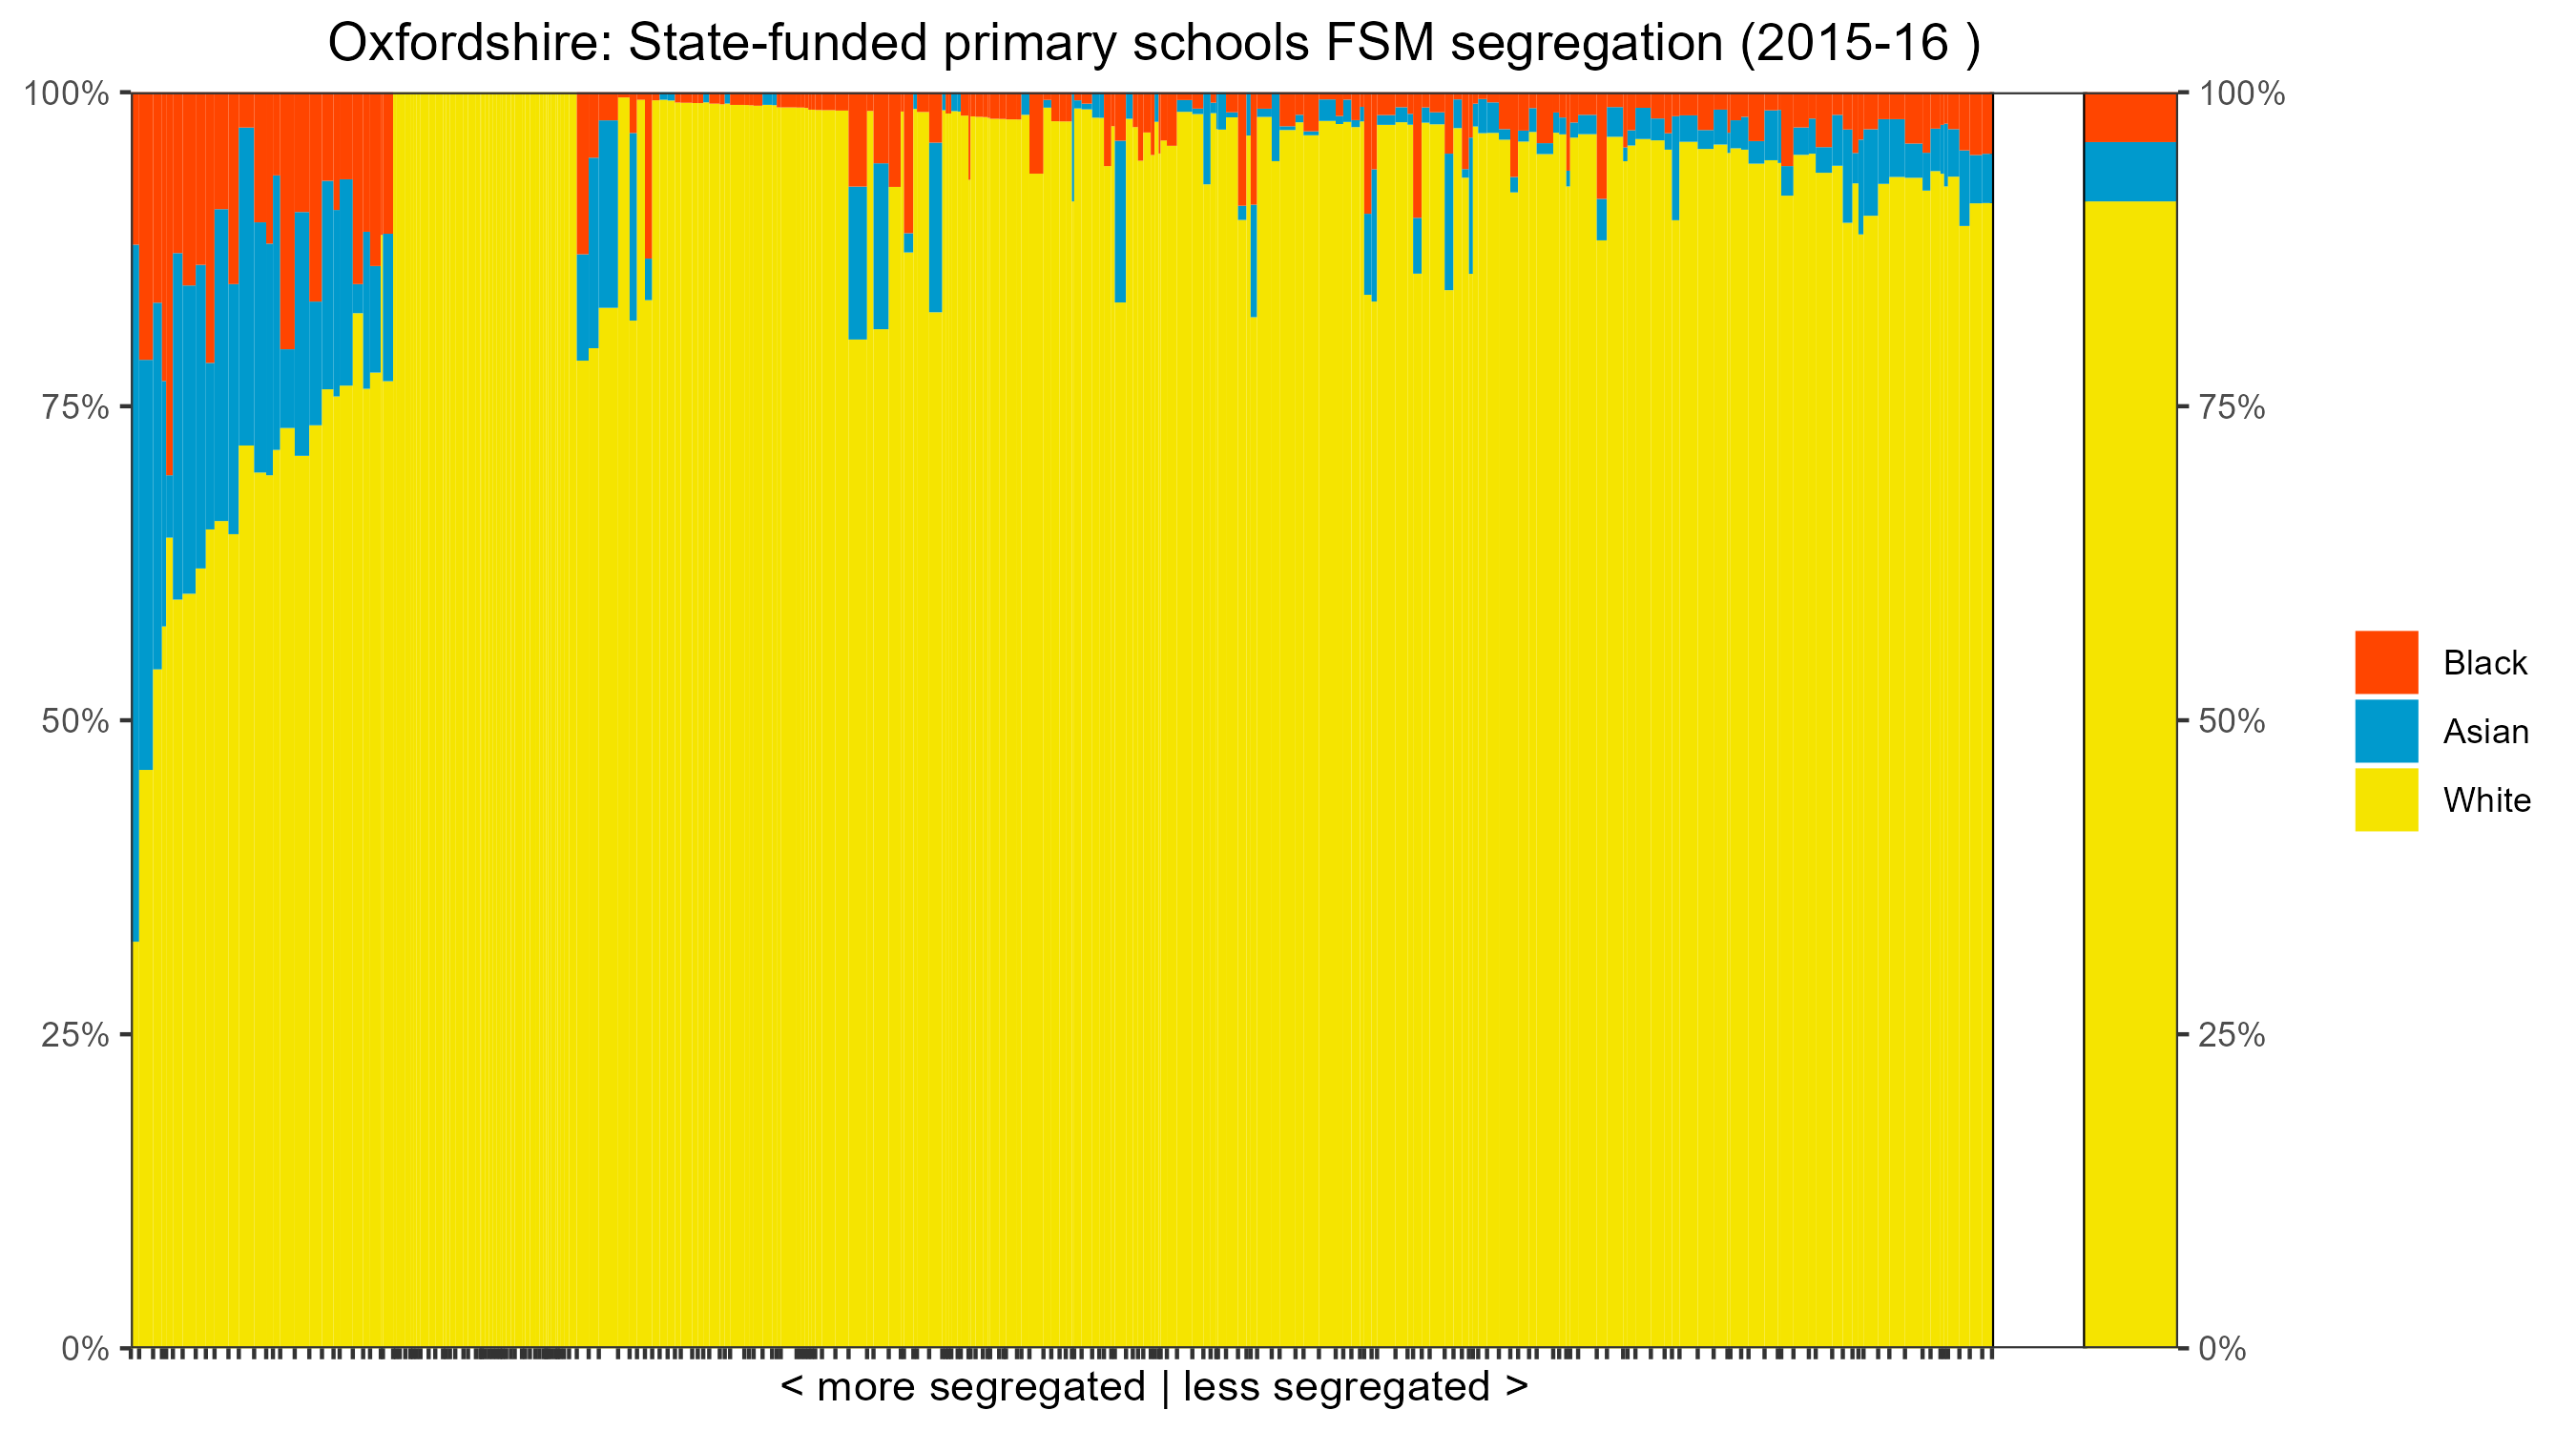 Oxfordshire: State-funded primary schools FSM segregation (2015-16 )
100%
75%
50%
25%
0%
100%
75%
50%
25%
0%
Black
Asian
White
< more segregated | less segregated >